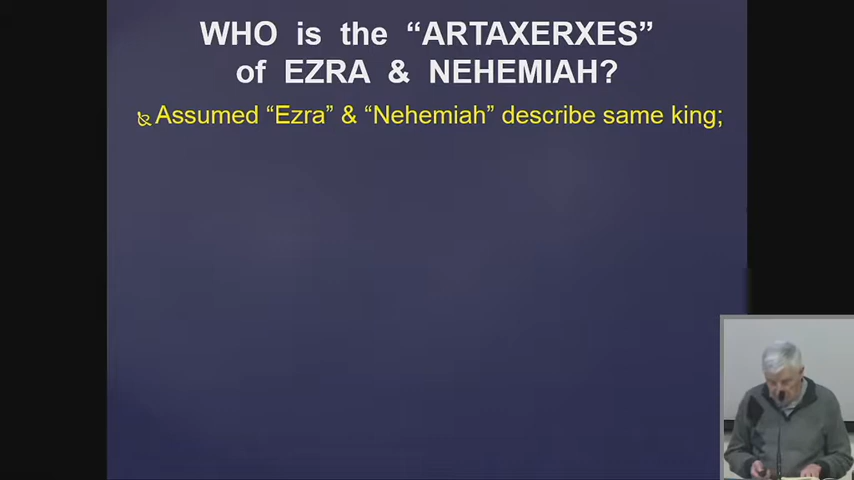 WHO is the “ARTAXERXES”
of EZRA & NEHEMIAH?
Assumed “Ezra” & “Nehemiah” describe same king;